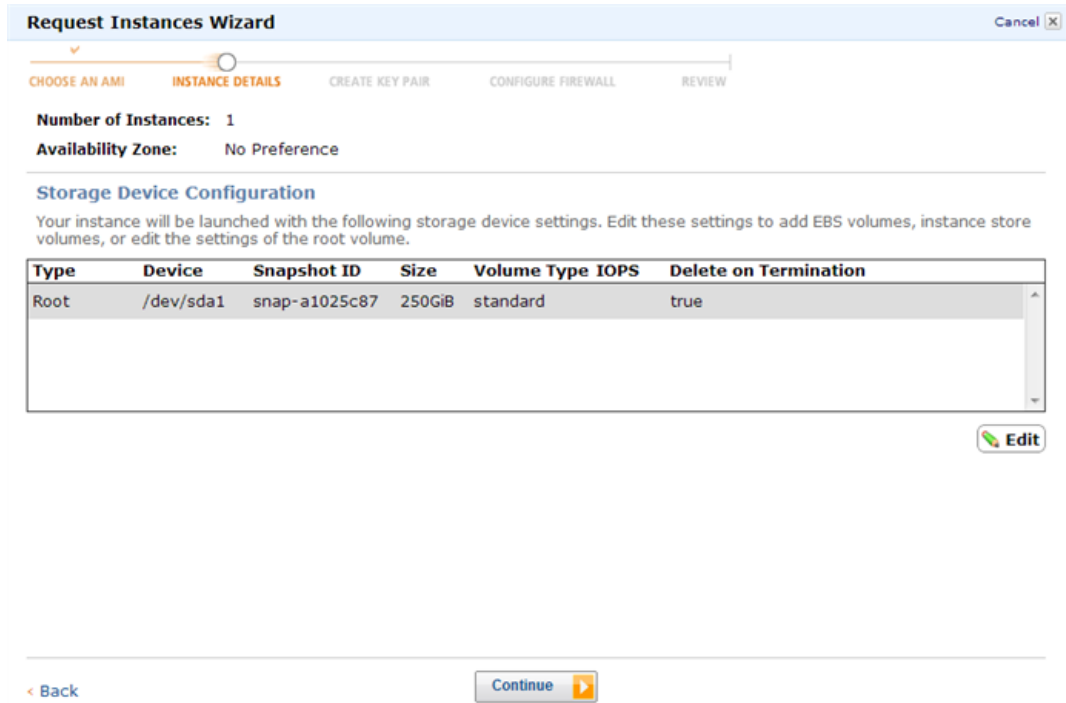 Request Instances Wizard Cancel
CHOOSE AN AMI INSTANCE DETAILS CREATE KEY PAIR CONFIGURE FIREWALL REVIEW
Number of Instances: 1
Availability Zone: No Preference
Storage Device Configuration
Your instance will be launched with the following storage device settings. Edit these settings to add EBS volumes, instance store
volumes, or edit the settings of the root volume.
Type Device Snapshot ID Size Volume Type IOPS Delete on Termination
Root /dev/sda1 snap-a1025c87 250GiB standard true
Edit
< Back Continue